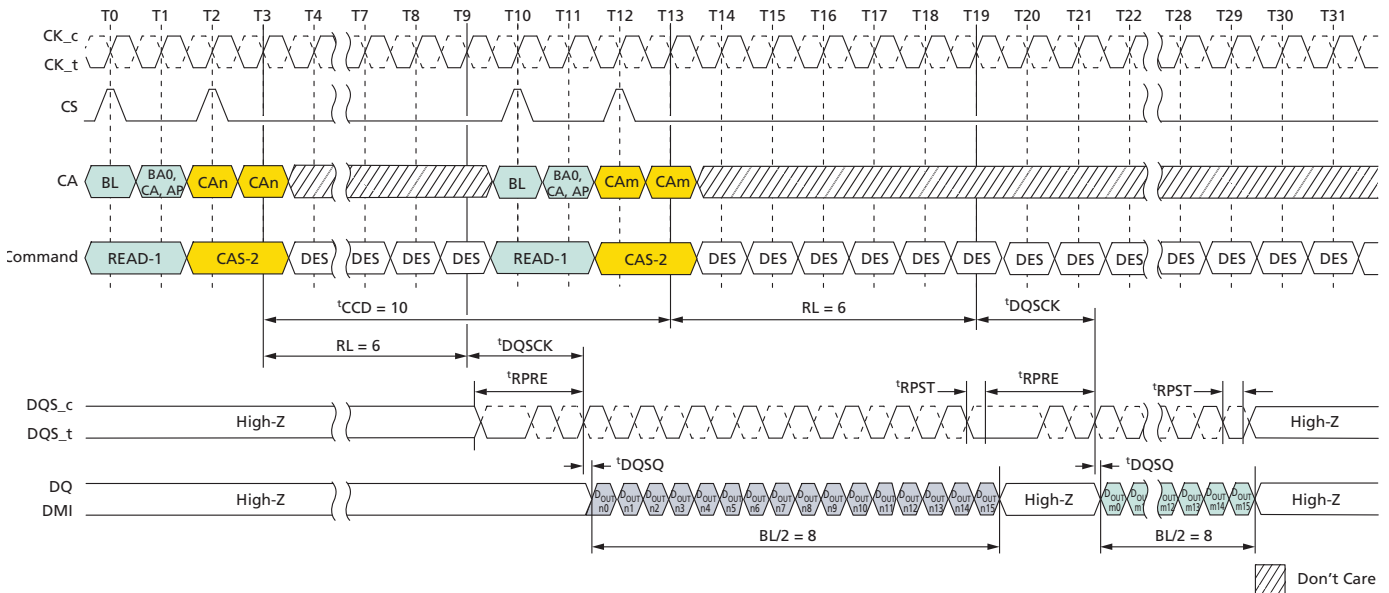 T0 T1 T2 T3 T4 T7 T8 T9 T10 T11 T12 T13 T14 T15 T16 T17 T18 T19 T20 T21 T22 T28 T29 T30 T31
CK_c
CK_t
CS
CA BL BA0, CA, AP CAn CAn BL BA0, CA, AP CAm CAm
Command READ-1 CAS-2 DES DES DES DES READ-1 CAS-2 DES DES DES DES DES DES DES DES DES DES DES DES DES
tCCD = 10 RL = 6 tDQSCK
RL = 6 tDQSCK
tRPRE tRPST tRPRE tRPST
DQS_c
DQS_t
High-Z High-Z
tDQSQ tDQSQ
DQ
DMI
High-Z DOUT n0 DOUT n1 DOUT n2 DOUT n3 DOUT n4 DOUT n5 DOUT n6 DOUT n7 DOUT n8 DOUT n9 DOUT n10 DOUT n11 DOUT n12 DOUT n13 DOUT n14 DOUT n15 High-Z DOUT m0 DOUT m12 DOUT m13 DOUT m14 DOUT m15 High-Z
BL/2 = 8 BL/2 = 8
Don't Care